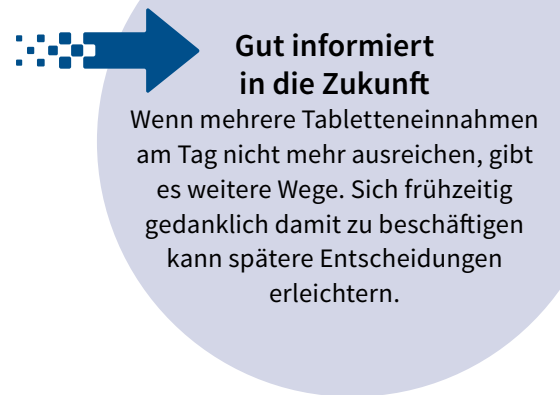 Gut informiert
in die Zukunft
Wenn mehrere Tabletteneinnahmen
am Tag nicht mehr ausreichen, gibt
es weitere Wege. Sich frühzeitig
gedanklich damit zu beschäftigen
kann spätere Entscheidungen
erleichtern.